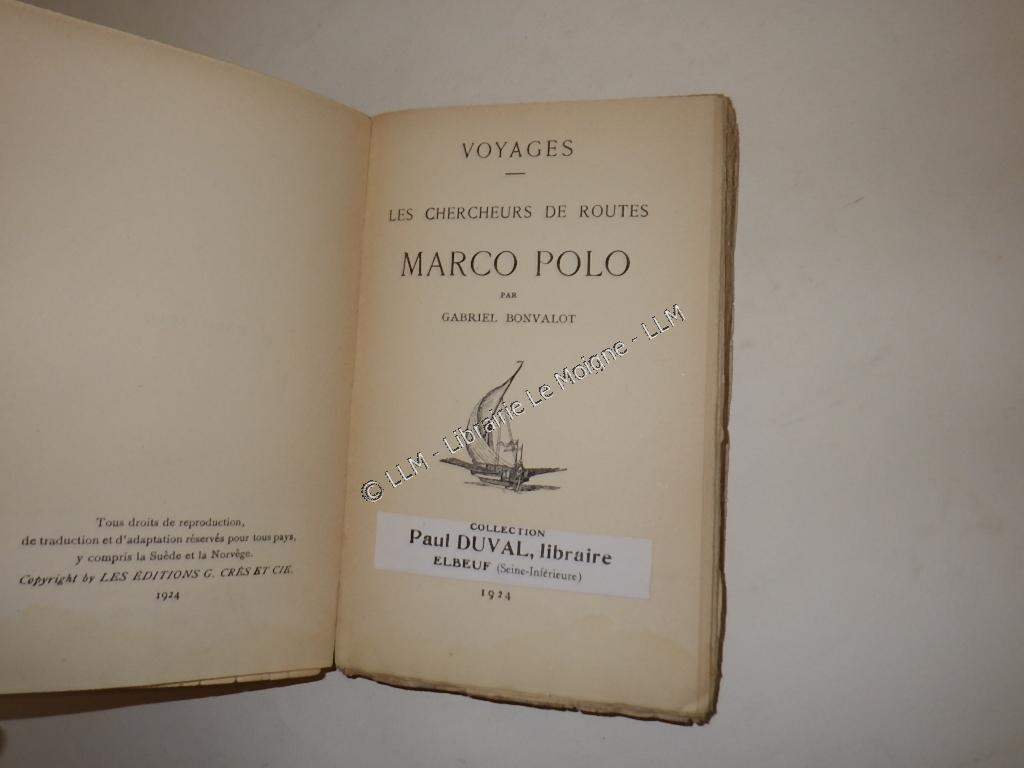 Tous droits de reproduction,
de traduction et d'adaptation réservés pour tous pays,
y compris la Suède et la Norvège.
Copyright by LES ÉDITIONS G. CRÈS ET CIE.
1924
VOYAGES
LES CHERCHEURS DE ROUTES
MARCO POLO
PAR
GABRIEL BONVALOT
© LLM - Librairie Le Moigne - LLM
COLLECTION
Paul DUVAL, libraire
ELBEUF (Seine-Inférieure)
1924